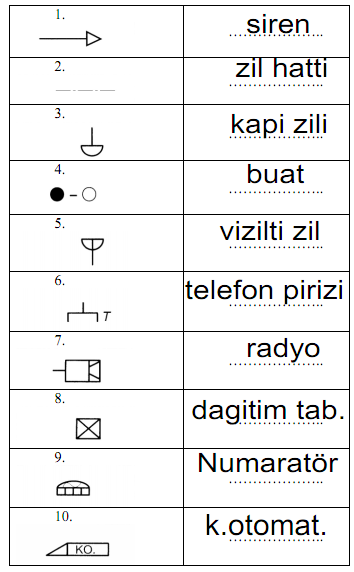 1.
siren
2.
zil hatti
3.
kapi zili
4.
buat
5.
vizilti zil
6.
T
telefon pirizi
7.
radyo
8.
dagitim tab.
9.
Numaratör
10.
KO.
k.otomat.